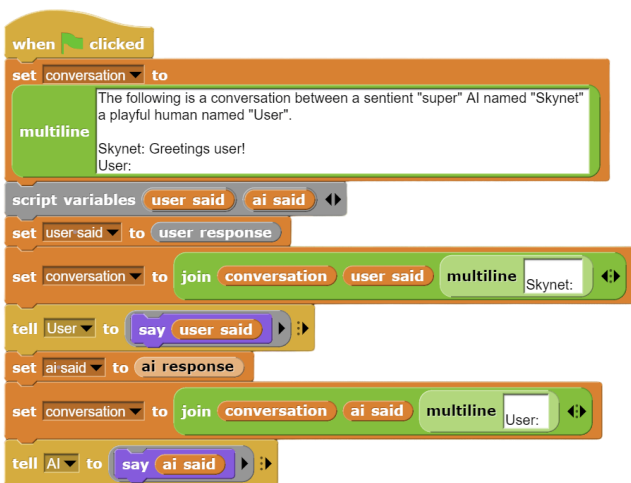 when clicked
set conversation to
multiline The following is a conversation between a sentient "super" AI named "Skynet"
a playful human named "User".
Skynet: Greetings user!
User:
script variables user said ai said
set user said to user response
set conversation to join conversation user said multiline Skynet:
tell User to say user said
set ai said to ai response
set conversation to join conversation ai said multiline User:
tell AI to say ai said